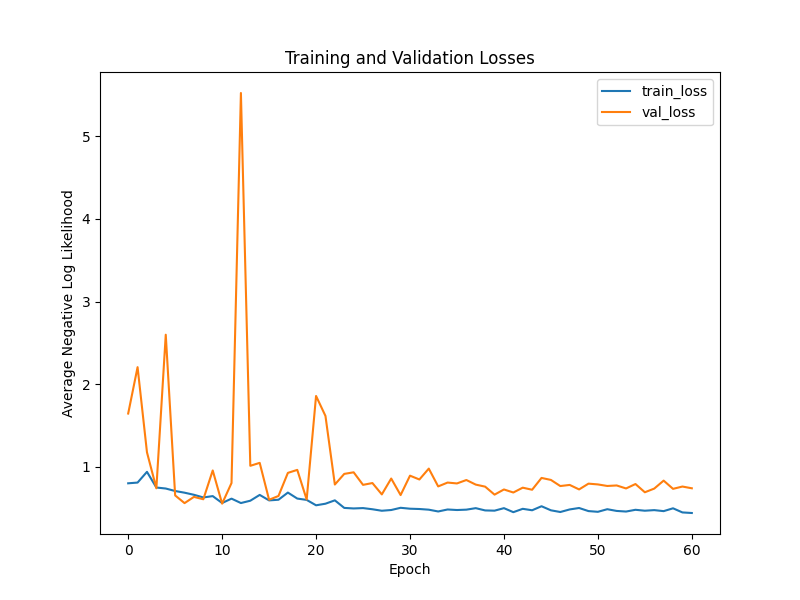 Training and Validation Losses
train_loss
val_loss
Average Negative Log Likelihood
5
4
3
2
1
0 10 20 30 40 50 60
Epoch